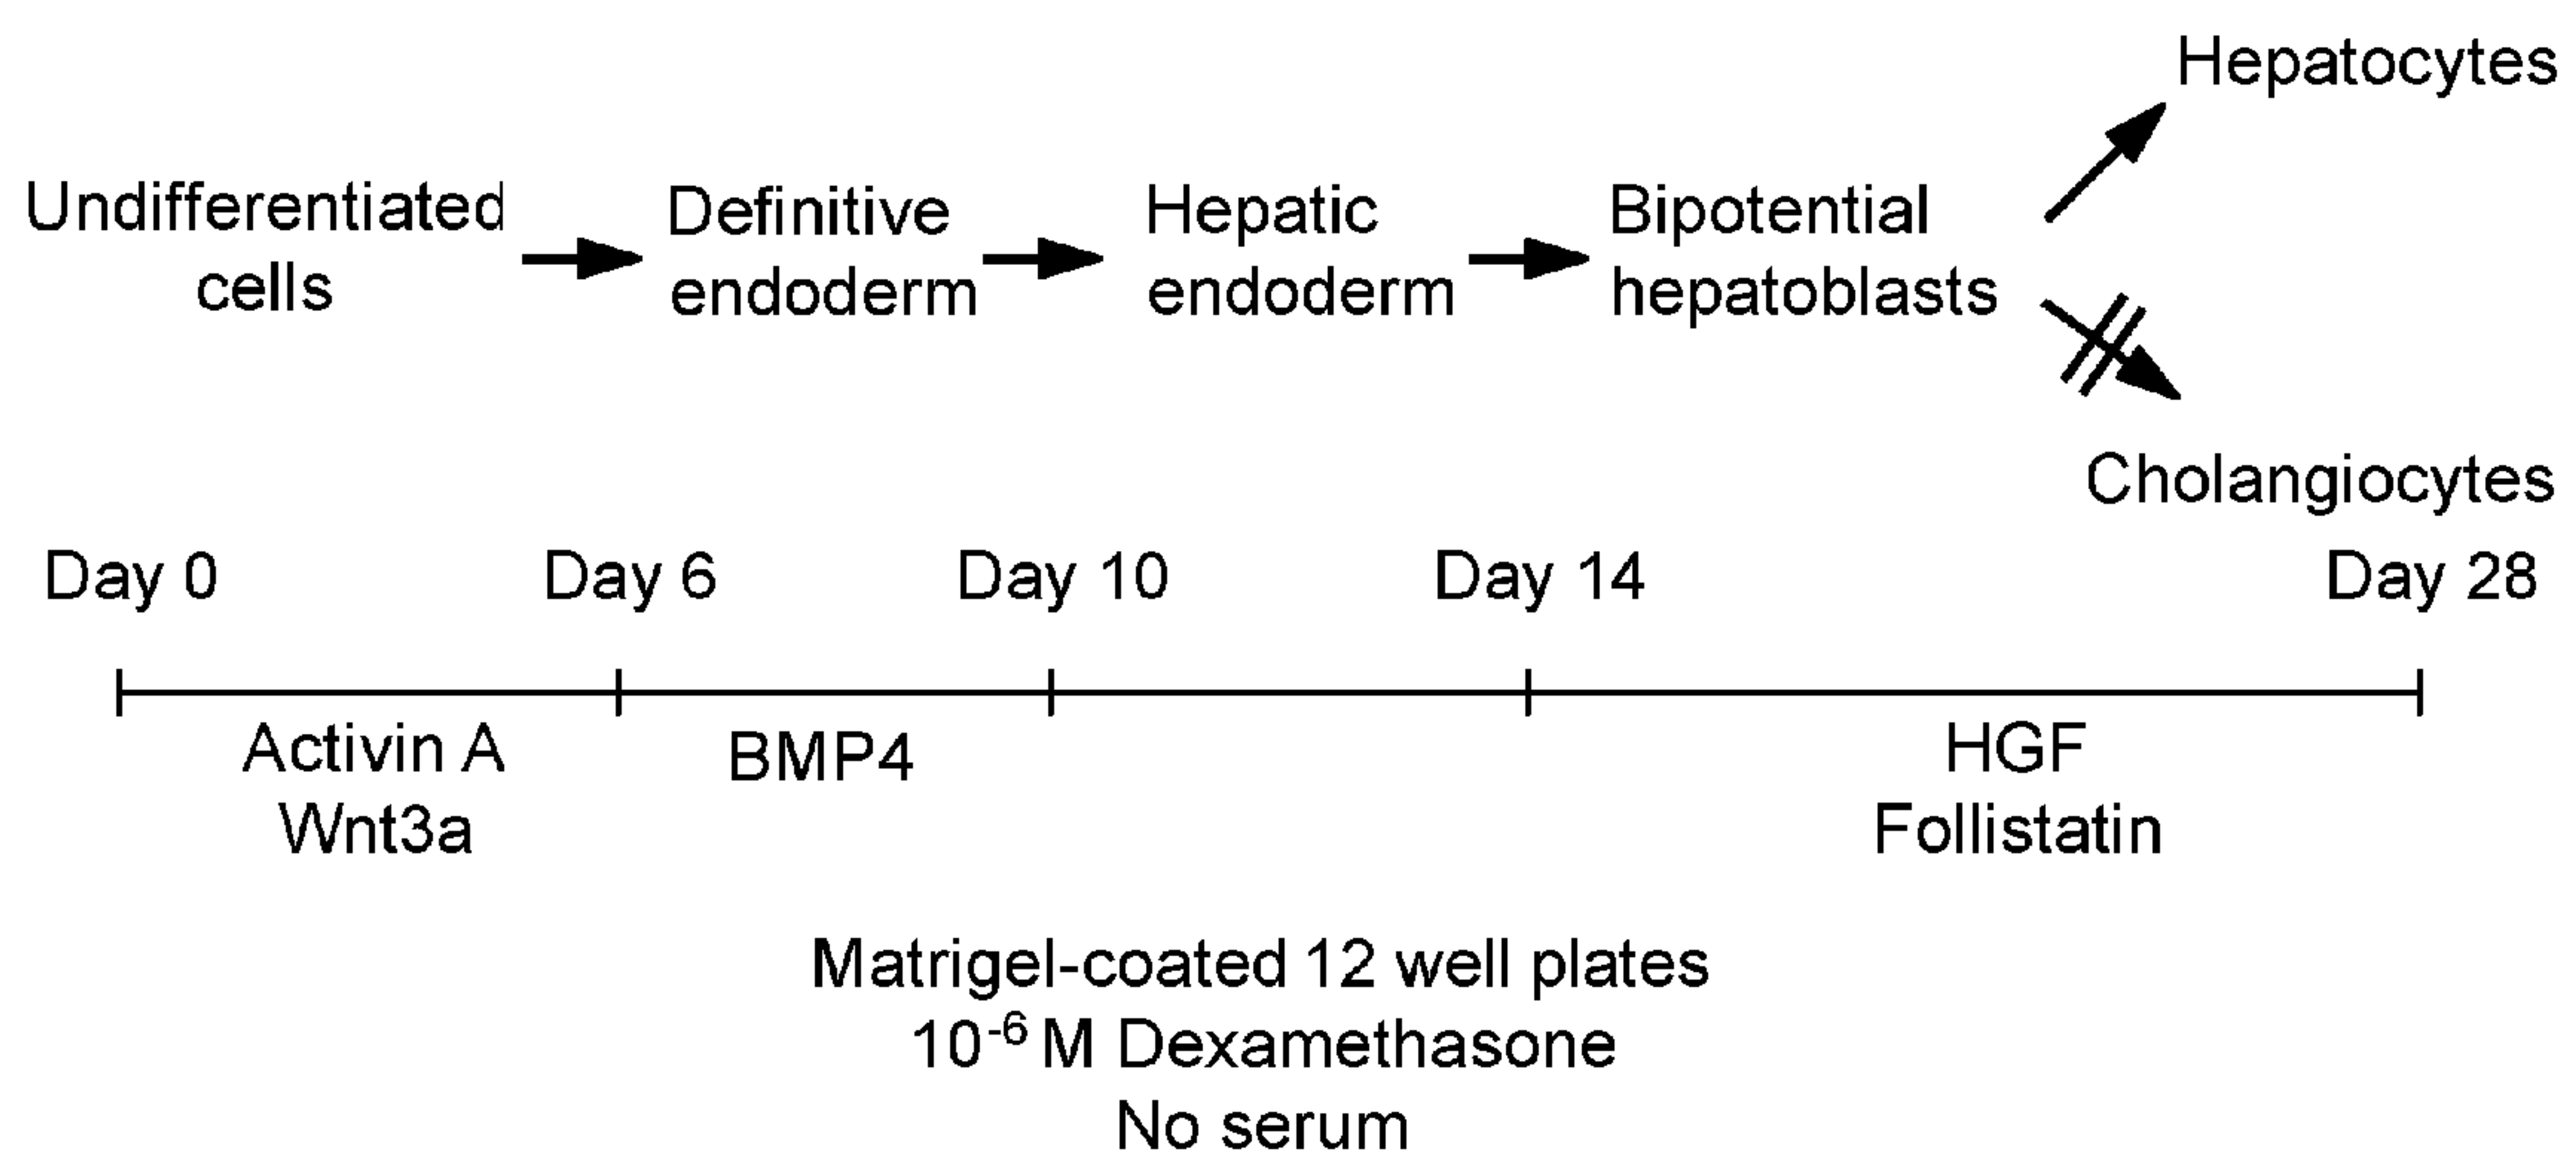 Hepatocytes
Undifferentiated
cells
Definitive
endoderm
Hepatic
endoderm
Bipotential
hepatoblasts
Cholangiocytes
Day 0
Day 6
Day 10
Day 14
Day 28
Activin A
Wnt3a
BMP4
HGF
Follistatin
Matrigel-coated 12 well plates
10⁻⁶ M Dexamethasone
No serum